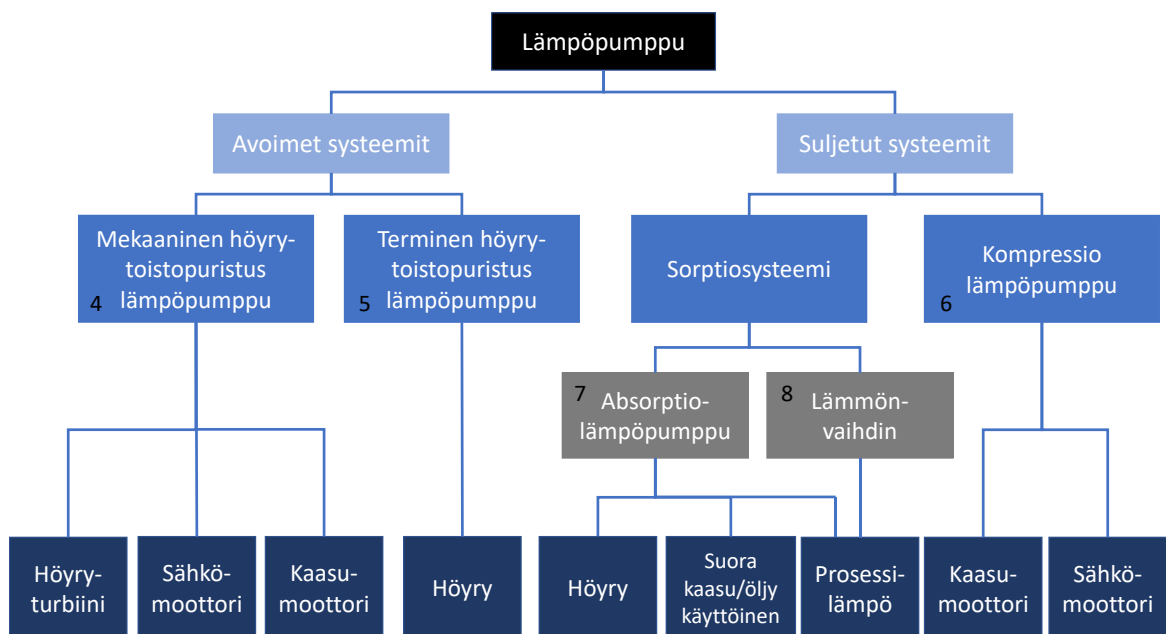 Lämpöpumppu
Avoimet systeemit
Suljetut systeemit
Mekaaninen höyry-
toistopuristus
4 lämpöpumppu
Terminen höyry-
toistopuristus
5 lämpöpumppu
Sorptiosysteemi
Kompressio
6 lämpöpumppu
7 Absorptio-
lämpöpumppu
8 Lämmön-
vaihdin
Höyry-
turbiini
Sähkö-
moottori
Kaasu-
moottori
Höyry
Höyry
Suora
kaasu/öljy
käyttöinen
Prosessi-
lämpö
Kaasu-
moottori
Sähkö-
moottori